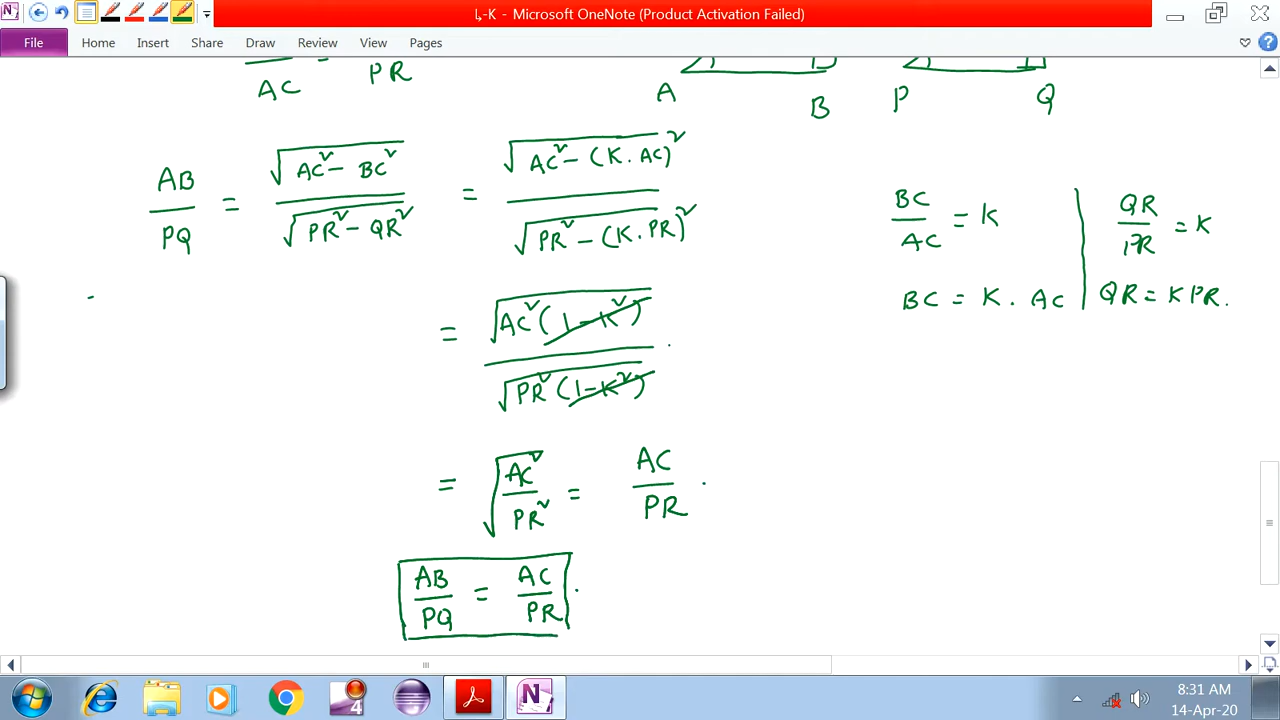 L-K - Microsoft OneNote (Product Activation Failed)
File Home Insert Share Draw Review View Pages
AC = PR
A B P Q
AB/PQ = √(AC² - BC²)/√(PR² - QR²) = √(AC² - (K. AC)²)/√(PR² - (K. PR)²)
BC/AC = K | QR/PR = K
BC = K . AC | QR = K PR.
= √(AC²(1-K²))/√(PR²(1-K²)) .
= √(AC²/PR²) = AC/PR .
AB/PQ = AC/PR .
4
8:31 AM
14-Apr-20